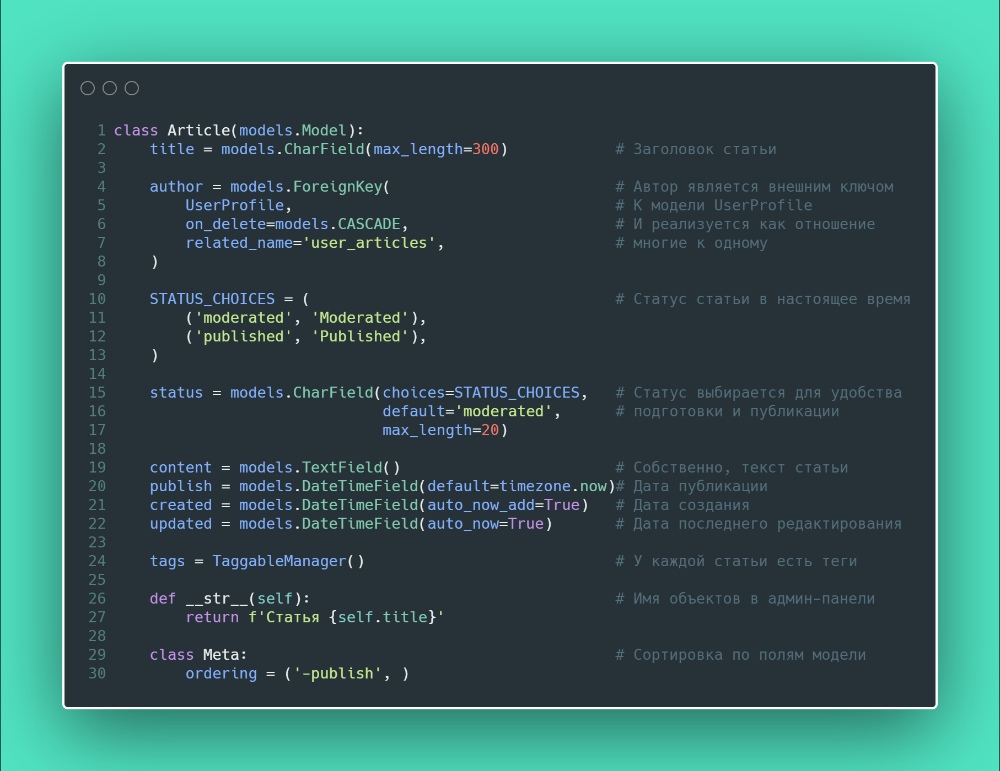 1 class Article(models.Model):
2     title = models.CharField(max_length=300)            # Заголовок статьи
3
4     author = models.ForeignKey(                         # Автор является внешним ключом
5         UserProfile,                                    # К модели UserProfile
6         on_delete=models.CASCADE,                       # И реализуется как отношение
7         related_name='user_articles',                   # многие к одному
8     )
9
10     STATUS_CHOICES = (                                  # Статус статьи в настоящее время
11         ('moderated', 'Moderated'),
12         ('published', 'Published'),
13     )
14
15     status = models.CharField(choices=STATUS_CHOICES,   # Статус выбирается для удобства
16                               default='moderated',      # подготовки и публикации
17                               max_length=20)
18
19     content = models.TextField()                        # Собственно, текст статьи
20     publish = models.DateTimeField(default=timezone.now)# Дата публикации
21     created = models.DateTimeField(auto_now_add=True)   # Дата создания
22     updated = models.DateTimeField(auto_now=True)       # Дата последнего редактирования
23
24     tags = TaggableManager()                            # У каждой статьи есть теги
25
26     def __str__(self):                                  # Имя объектов в админ-панели
27         return f'Статья {self.title}'
28
29     class Meta:                                         # Сортировка по полям модели
30         ordering = ('-publish', )